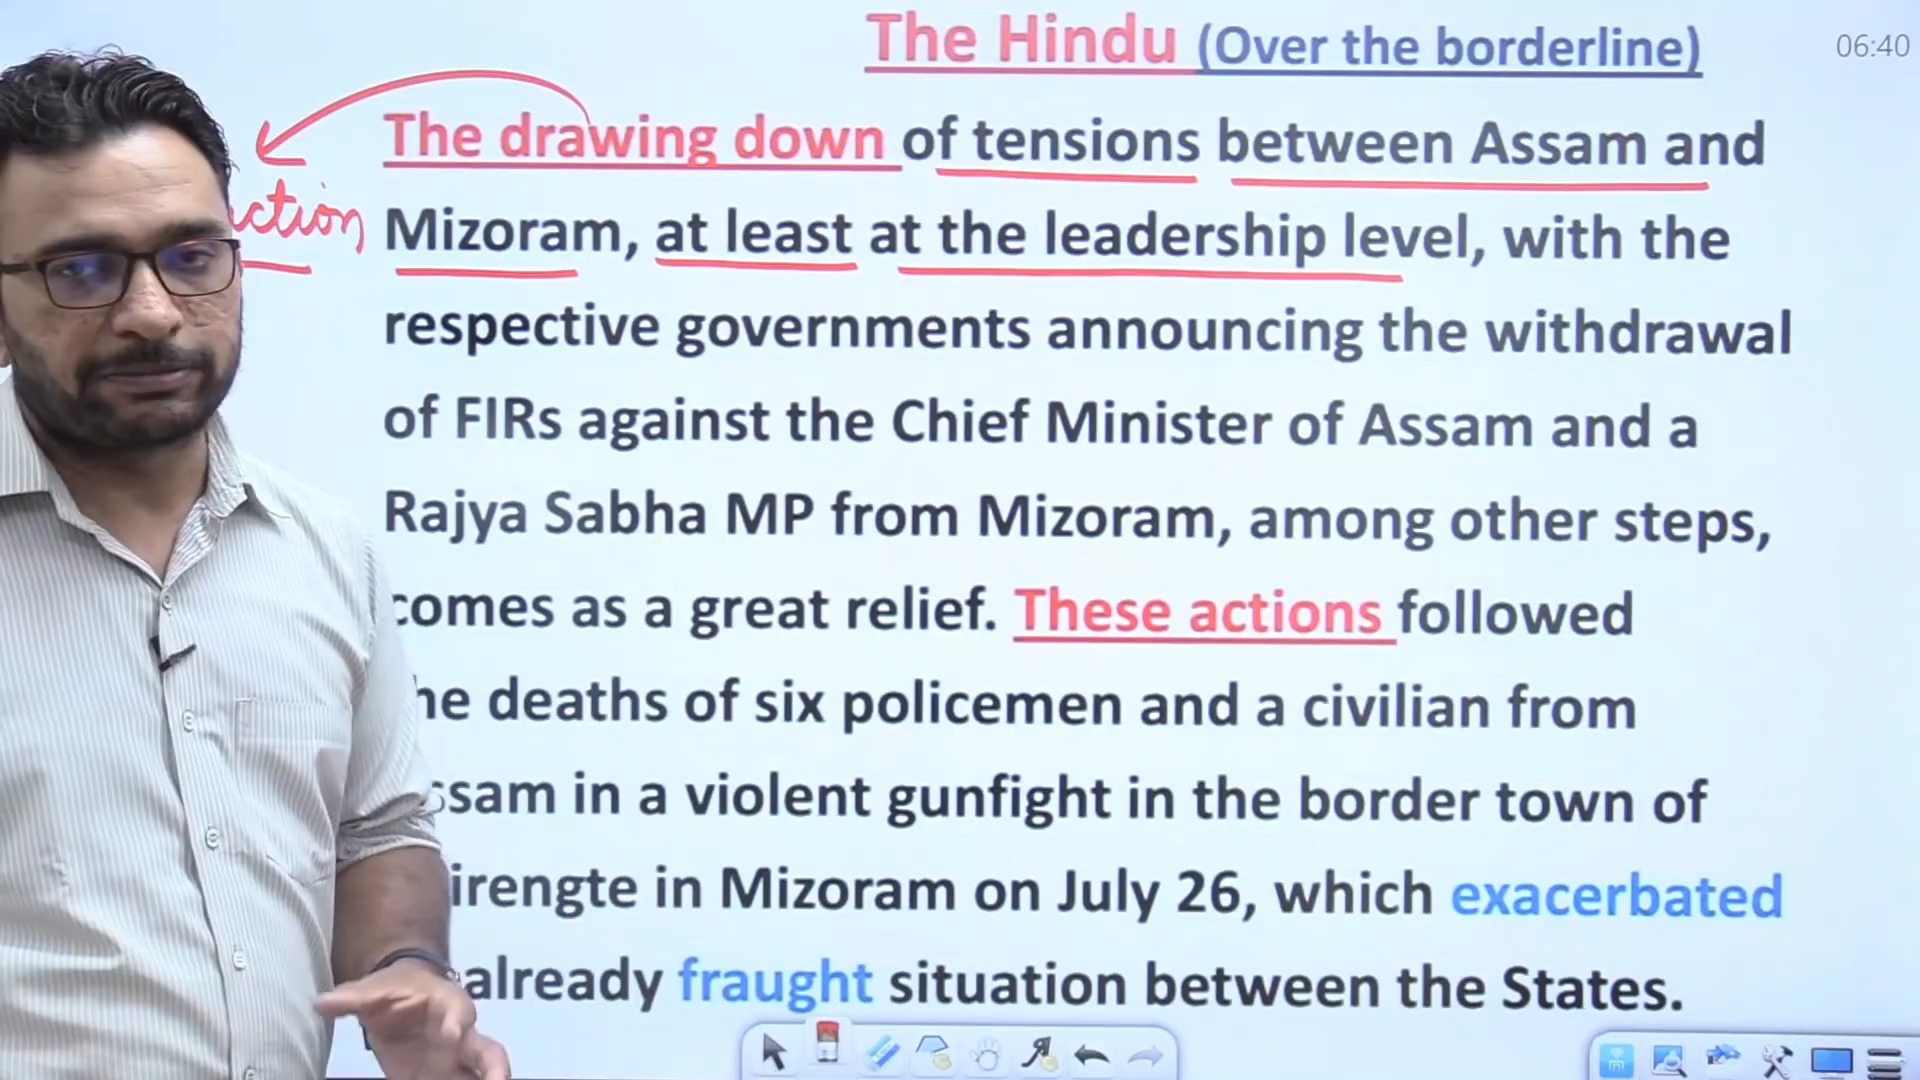 The Hindu (Over the borderline)
06:40
The drawing down of tensions between Assam and
Mizoram, at least at the leadership level, with the
respective governments announcing the withdrawal
of FIRs against the Chief Minister of Assam and a
Rajya Sabha MP from Mizoram, among other steps,
comes as a great relief. These actions followed
he deaths of six policemen and a civilian from
ssam in a violent gunfight in the border town of
irengte in Mizoram on July 26, which exacerbated
already fraught situation between the States.
ction